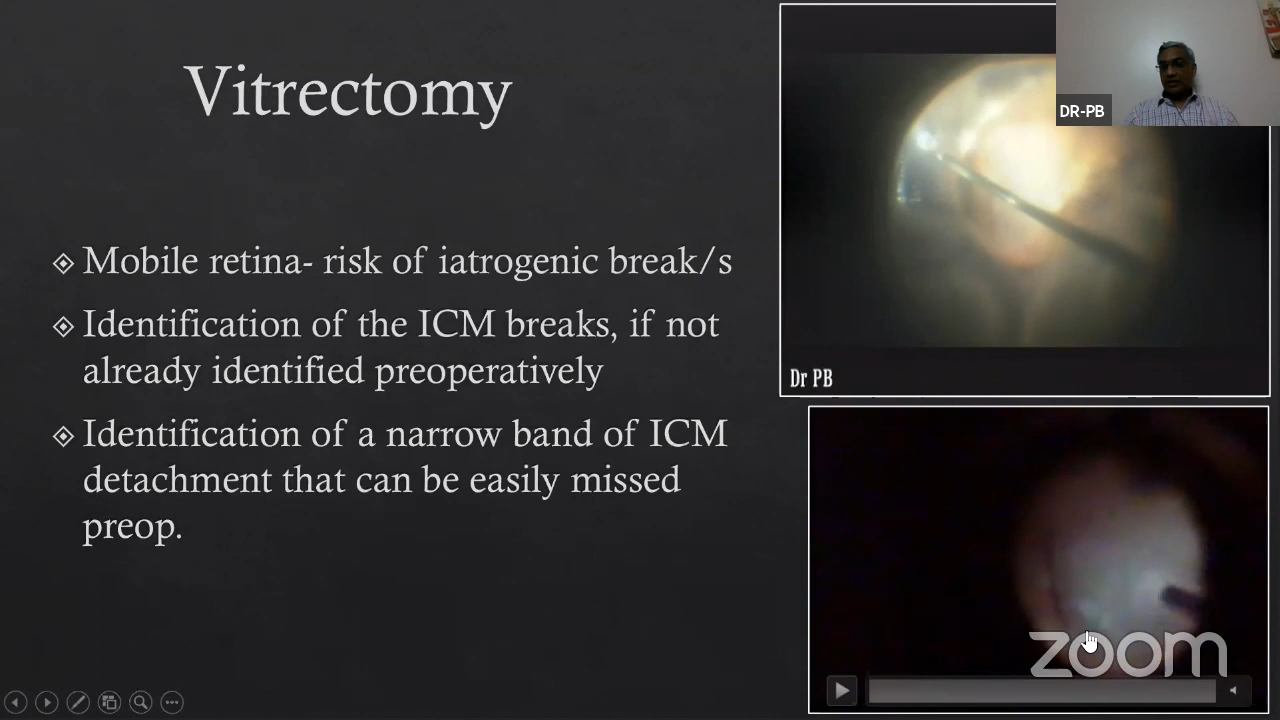 Vitrectomy
Mobile retina- risk of iatrogenic break/s
Identification of the ICM breaks, if not
already identified preoperatively
Identification of a narrow band of ICM
detachment that can be easily missed
preop.
DR-PB
Dr PB
zoom